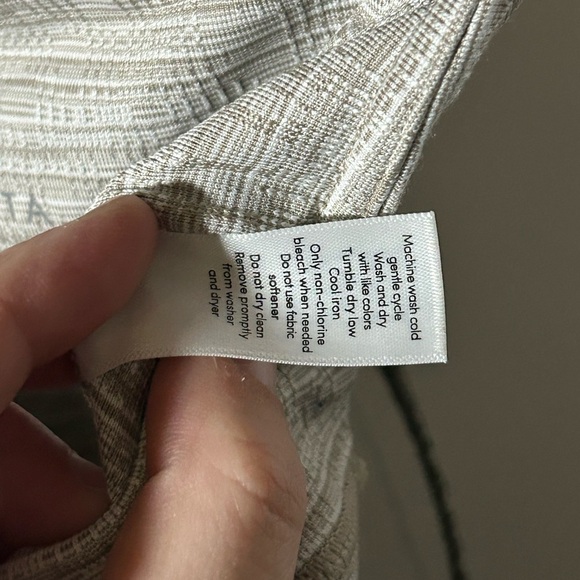 Machine wash cold
gentle cycle
Wash and dry
with like colors
Tumble dry low
Cool iron
Only non-chlorine
bleach when needed
Do not use fabric
softener
Do not dry clean
Remove promptly
from washer
and dryer
TA